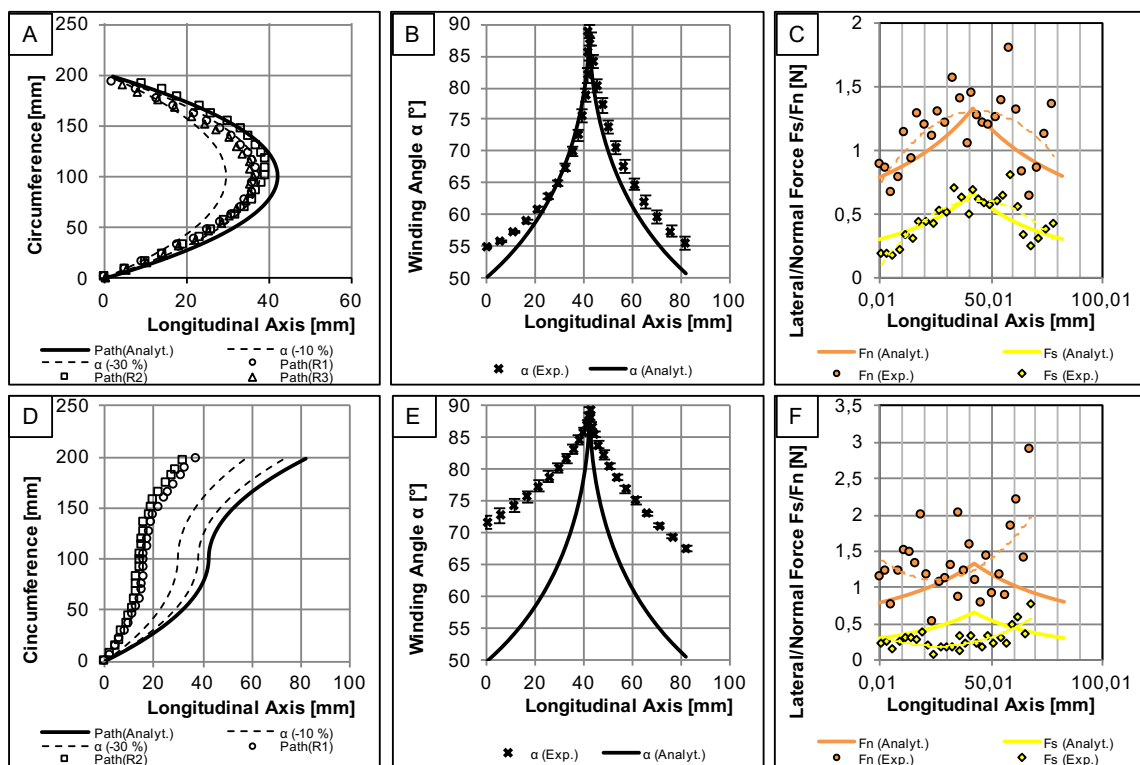 A
Circumference [mm]
250
200
150
100
50
0
0 20 40 60
Longitudinal Axis [mm]
Path(Analyt.) α (-10 %)
α (-30 %) Path(R1)
Path(R2) Path(R3)
B
Winding Angle α [°]
90
85
80
75
70
65
60
55
50
0 20 40 60 80 100
Longitudinal Axis [mm]
α (Exp.) α (Analyt.)
C
Lateral/Normal Force Fs/Fn [N]
2
1,5
1
0,5
0
0,01 50,01 100,01
Longitudinal Axis [mm]
Fn (Analyt.) Fs (Analyt.)
Fn (Exp.) Fs (Exp.)
D
Cincumference [mm]
250
200
150
100
50
0
0 20 40 60 80 100
Longitudinal Axis [mm]
Path(Analyt.) α (-10 %)
α (-30 %) Path(R1)
Path(R2)
E
Winding Angle α [°]
90
85
80
75
70
65
60
55
50
0 20 40 60 80 100
Longitudinal Axis [mm]
α (Exp.) α (Analyt.)
F
Lateral/Normal Force Fs/Fn [N]
3,5
3
2,5
2
1,5
1
0,5
0
0,01 50,01 100,01
Longitudinal Axis [mm]
Fn (Analyt.) Fs (Analyt.)
Fn (Exp.) Fs (Exp.)